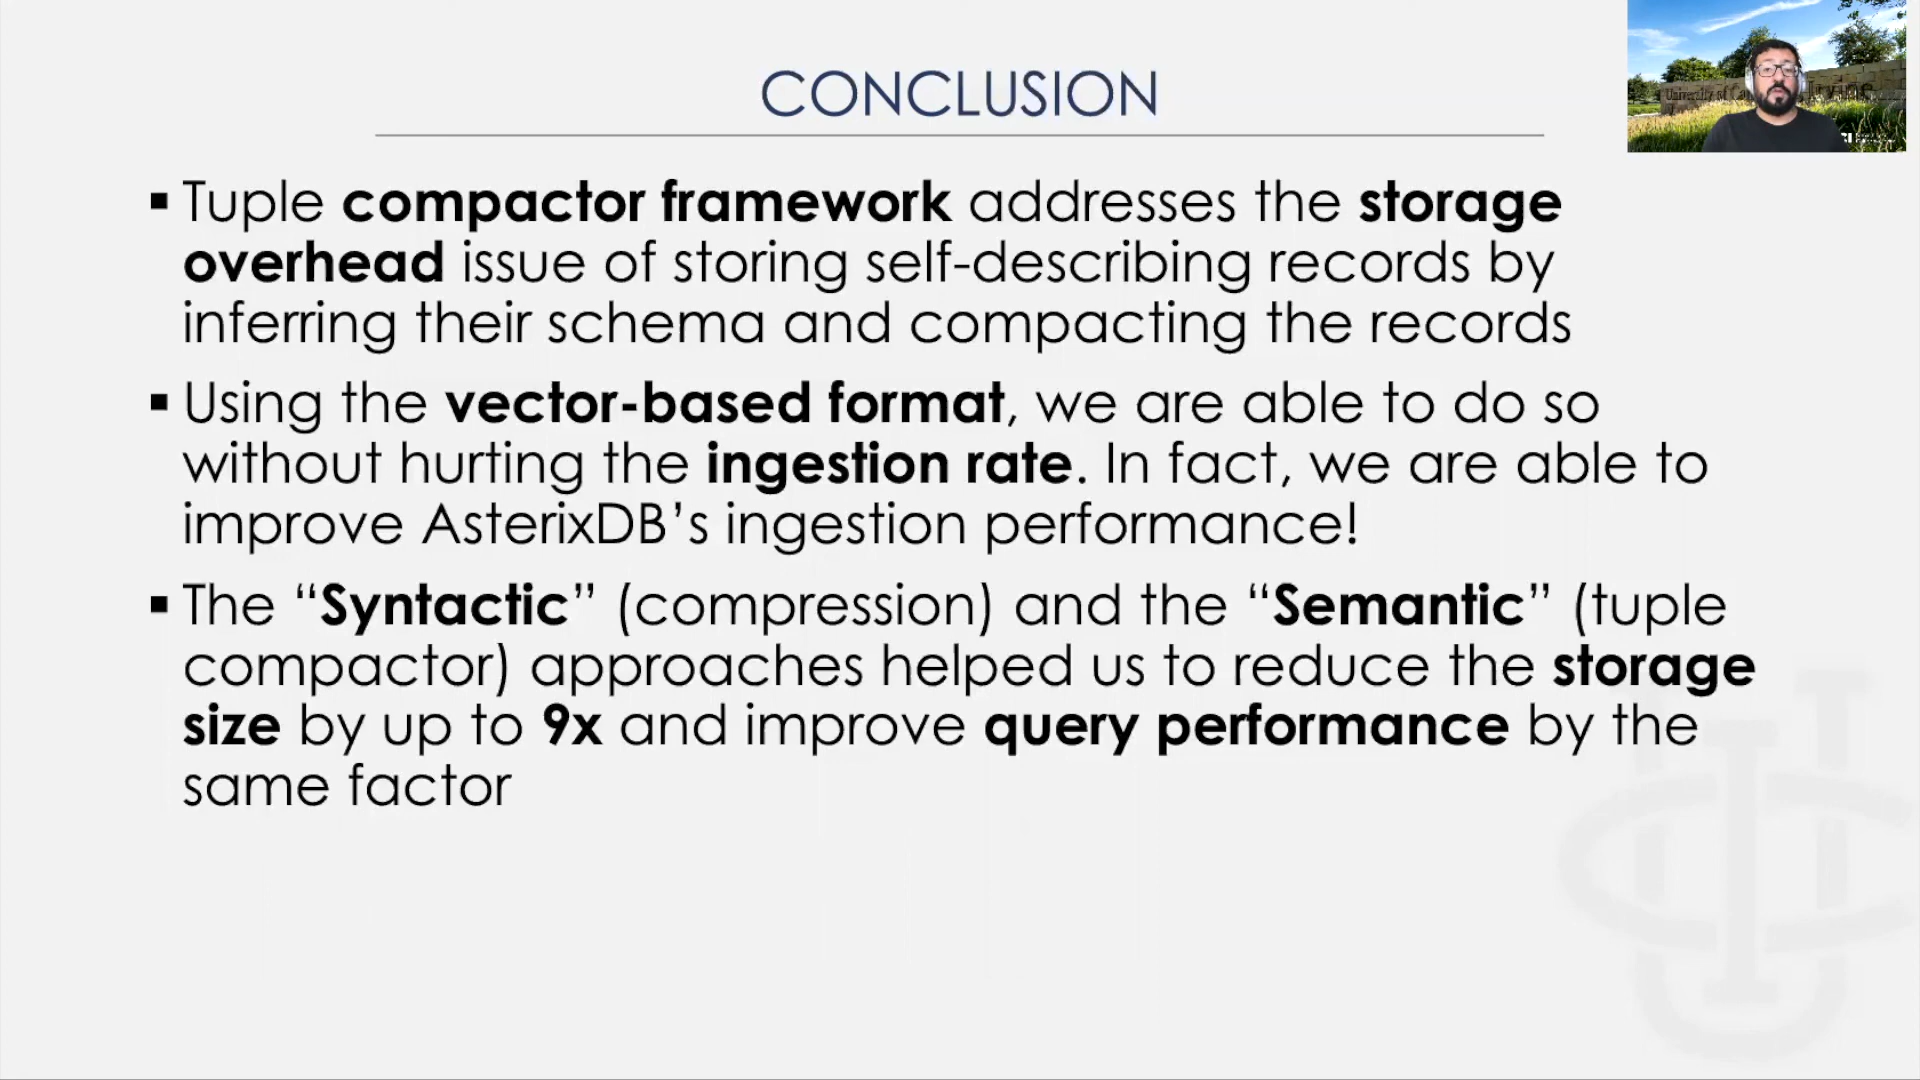 CONCLUSION
▪ Tuple compactor framework addresses the storage
overhead issue of storing self-describing records by
inferring their schema and compacting the records
▪ Using the vector-based format, we are able to do so
without hurting the ingestion rate. In fact, we are able to
improve AsterixDB’s ingestion performance!
▪ The “Syntactic” (compression) and the “Semantic” (tuple
compactor) approaches helped us to reduce the storage
size by up to 9x and improve query performance by the
same factor
University of